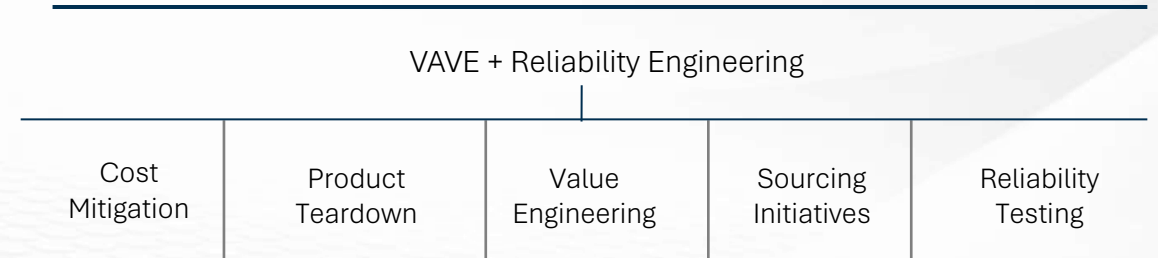 VAVE + Reliability Engineering
Cost
Mitigation
Product
Teardown
Value
Engineering
Sourcing
Initiatives
Reliability
Testing